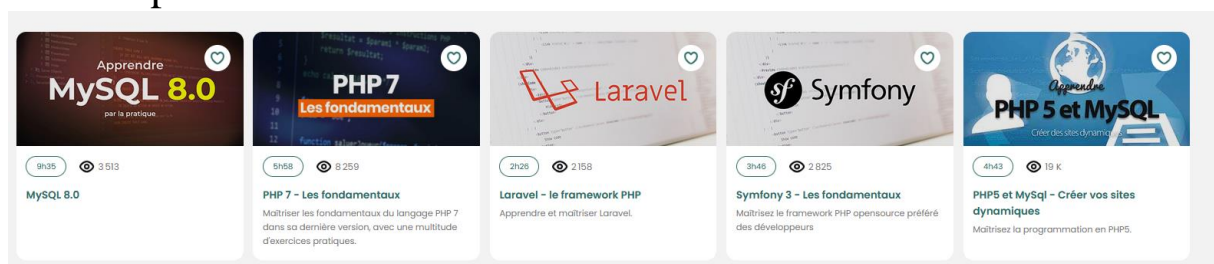 Apprendre
MySQL 8.0
par la pratique
9h35 3 513
MySQL 8.0
PHP 7
Les fondamentaux
5h58 8 259
PHP 7 - Les fondamentaux
Maîtriser les fondamentaux du langage PHP 7
dans sa dernière version, avec une multitude
d'exercices pratiques.
Laravel
2h26 2 158
Laravel - le framework PHP
Apprendre et maîtriser Laravel.
sf Symfony
3h46 2 825
Symfony 3 - Les fondamentaux
Maîtrisez le framework PHP opensource préféré
des développeurs
Apprendre
PHP 5 et MySQL
Créer des sites dynamiques
4h43 19 K
PHP5 et MySql - Créer vos sites
dynamiques
Maîtrisez la programmation en PHP5.